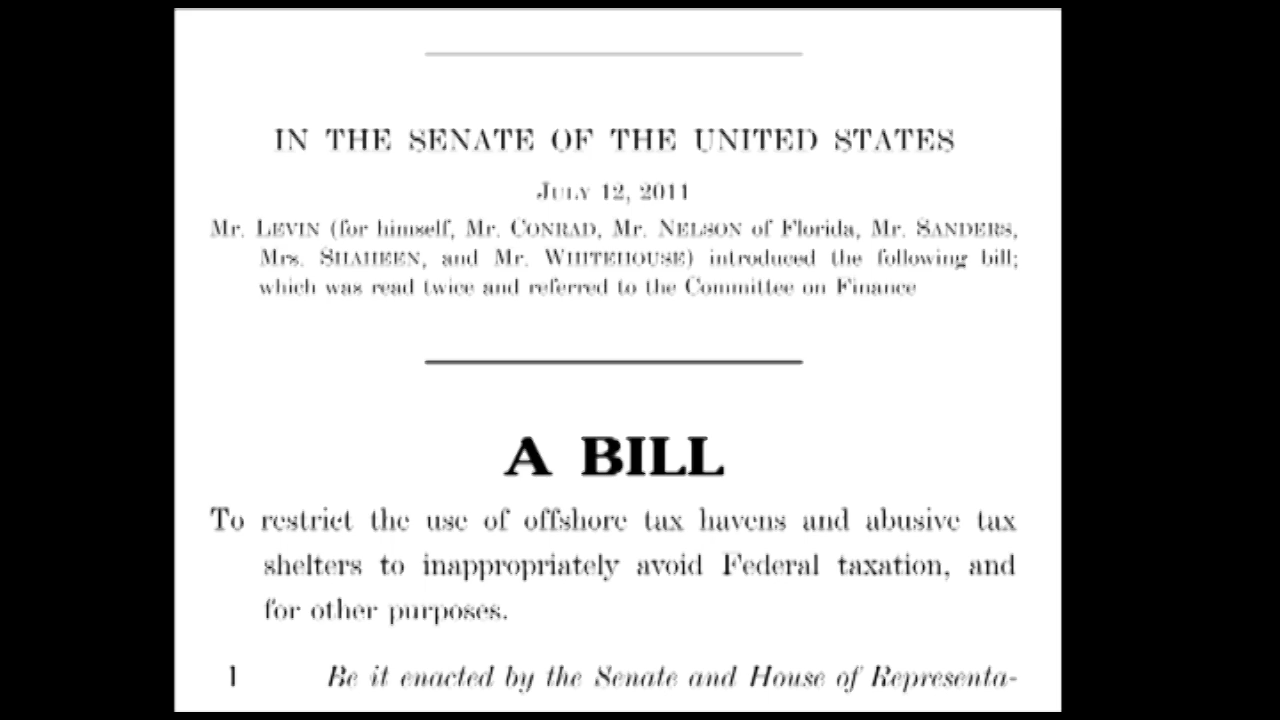 IN THE SENATE OF THE UNITED STATES
JULY 12, 2011
Mr. LEVIN (for himself, Mr. CONRAD, Mr. NELSON of Florida, Mr. SANDERS,
Mrs. SHAHEEN, and Mr. WHITEHOUSE) introduced the following bill;
which was read twice and referred to the Committee on Finance
A BILL
To restrict the use of offshore tax havens and abusive tax
shelters to inappropriately avoid Federal taxation, and
for other purposes.
1 Be it enacted by the Senate and House of Representa-